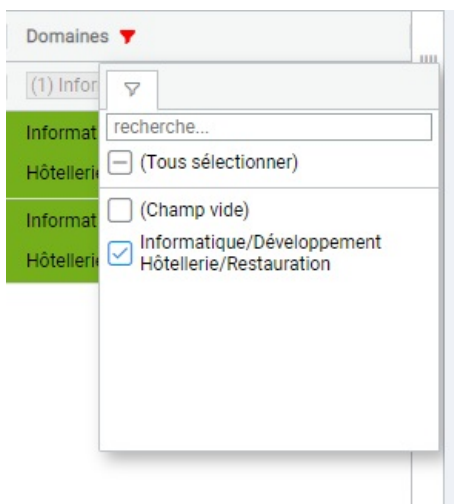 Domaines
(1) Infor
recherche...
Informat
(Tous sélectionner)
Hôtellerie
(Champ vide)
Informat
Informatique/Développement
Hôtellerie/Restauration
Hôtellerie